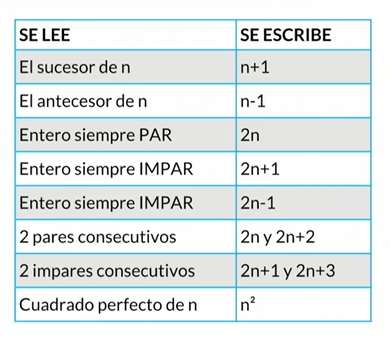 SE LEE SE ESCRIBE
El sucesor de n n+1
El antecesor de n n-1
Entero siempre PAR 2n
Entero siempre IMPAR 2n+1
Entero siempre IMPAR 2n-1
2 pares consecutivos 2n y 2n+2
2 impares consecutivos 2n+1 y 2n+3
Cuadrado perfecto de n n²